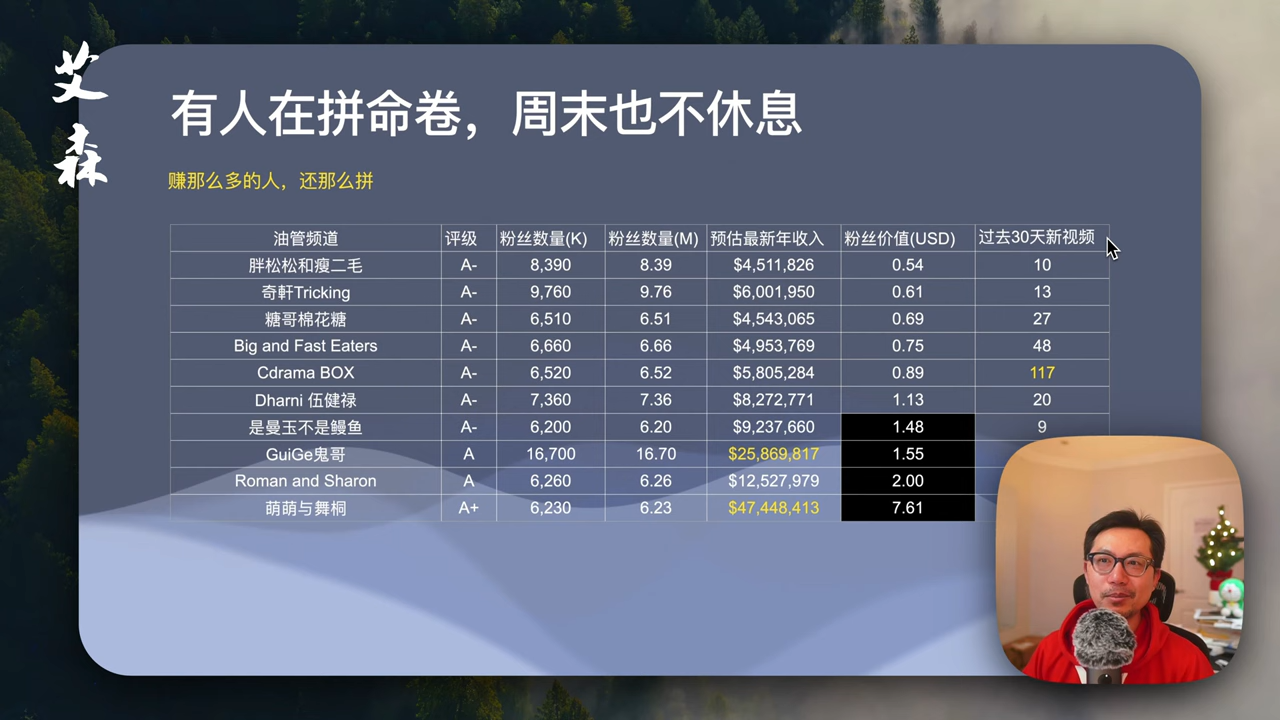 艾森
有人在拼命卷，周末也不休息
赚那么多的人，还那么拼
油管频道 评级 粉丝数量(K) 粉丝数量(M) 预估最新年收入 粉丝价值(USD) 过去30天新视频
胖松松和瘦二毛 A- 8,390 8.39 $4,511,826 0.54 10
奇軒Tricking A- 9,760 9.76 $6,001,950 0.61 13
糖哥棉花糖 A- 6,510 6.51 $4,543,065 0.69 27
Big and Fast Eaters A- 6,660 6.66 $4,953,769 0.75 48
Cdrama BOX A- 6,520 6.52 $5,805,284 0.89 117
Dharni 伍健禄 A- 7,360 7.36 $8,272,771 1.13 20
是曼玉不是鳗鱼 A- 6,200 6.20 $9,237,660 1.48 9
GuiGe鬼哥 A 16,700 16.70 $25,869,817 1.55
Roman and Sharon A 6,260 6.26 $12,527,979 2.00
萌萌与舞桐 A+ 6,230 6.23 $47,448,413 7.61